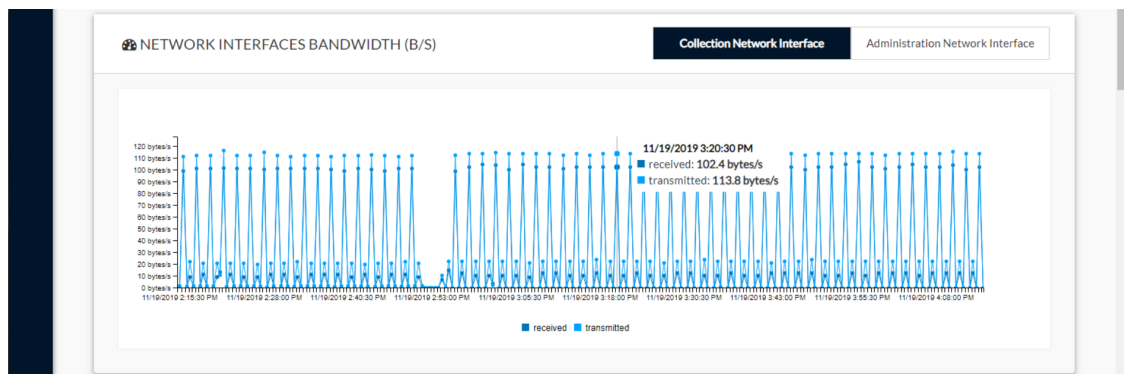 NETWORK INTERFACES BANDWIDTH (B/S)
Collection Network Interface
Administration Network Interface
120 bytes/s
110 bytes/s
100 bytes/s
90 bytes/s
80 bytes/s
70 bytes/s
60 bytes/s
50 bytes/s
40 bytes/s
30 bytes/s
20 bytes/s
10 bytes/s
0 bytes/s
11/19/2019 3:20:30 PM
received: 102.4 bytes/s
transmitted: 113.8 bytes/s
11/19/2019 2:15:30 PM 11/19/2019 2:28:00 PM 11/19/2019 2:40:30 PM 11/19/2019 2:53:00 PM 11/19/2019 3:05:30 PM 11/19/2019 3:18:00 PM 11/19/2019 3:30:30 PM 11/19/2019 3:43:00 PM 11/19/2019 3:55:30 PM 11/19/2019 4:08:00 PM
received transmitted